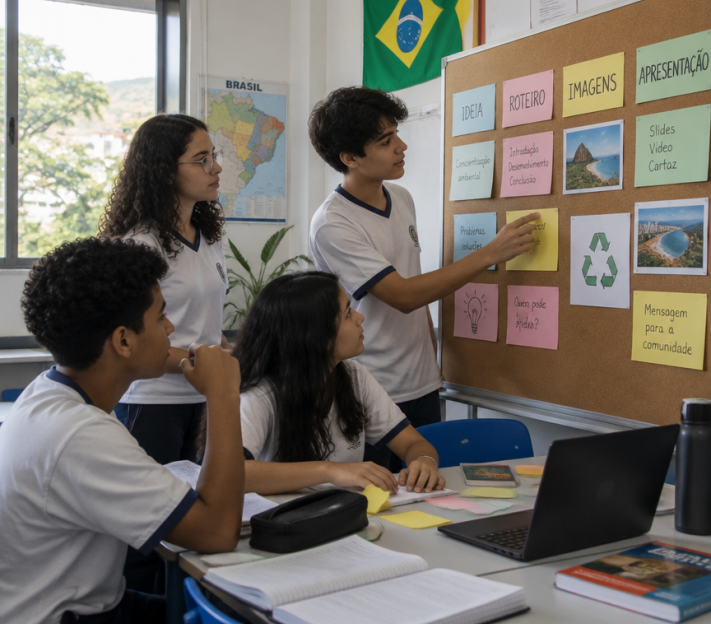 BRASIL
IDEIA
ROTEIRO
IMAGENS
APRESENTAÇÃO
Conscientização
ambiental
Introdução
Desenvolvimento
Conclusão
Slides
Vídeo
Cartaz
Problemas
Quem pode
ajudar?
Mensagem
para a
comunidade